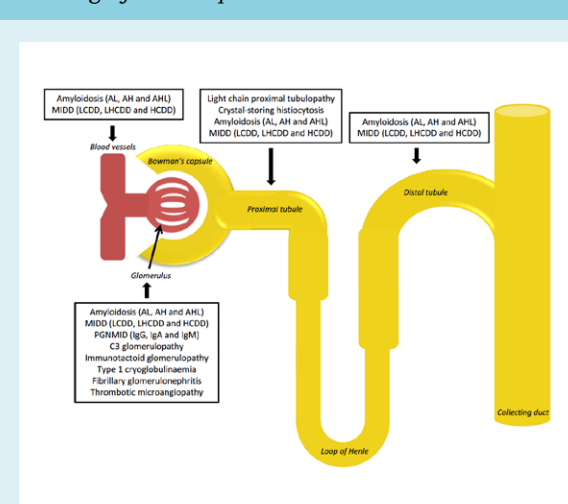 Amyloidosis (AL, AH and AHL)
MIDD (LCDD, LHCDD and HCDD)
Blood vessels
Bowman's capsule
Light chain proximal tubulopathy
Crystal-storing histiocytosis
Amyloidosis (AL, AH and AHL)
MIDD (LCDD, LHCDD and HCDD)
Proximal tubule
Amyloidosis (AL, AH and AHL)
MIDD (LCDD, LHCDD and HCDD)
Distal tubule
Glomerulus
Amyloidosis (AL, AH and AHL)
MIDD (LCDD, LHCDD and HCDD)
PGNMID (IgG, IgA and IgM)
C3 glomerulopathy
Immunotactoid glomerulopathy
Type 1 cryoglobulinaemia
Fibrillary glomerulonephritis
Thrombotic microangiopathy
Collecting duct
Loop of Henle